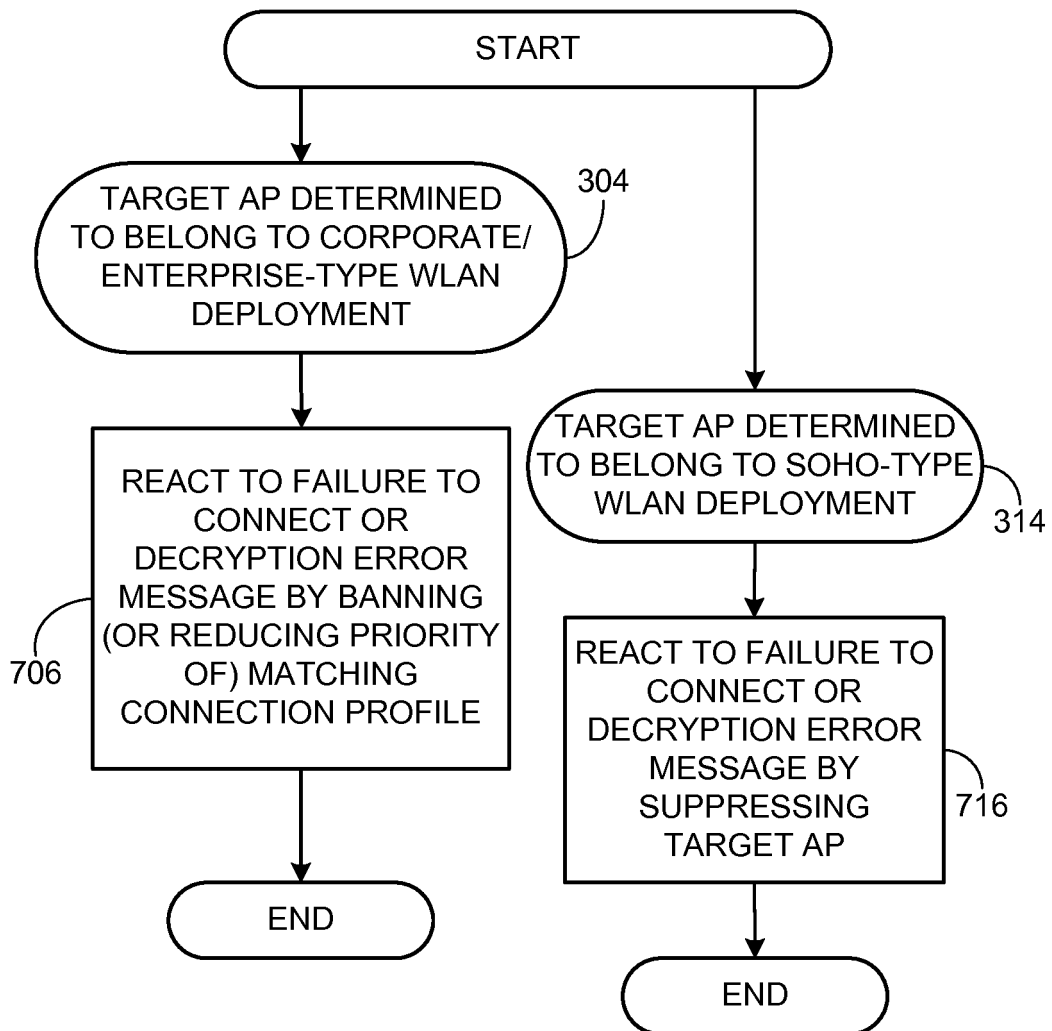 START
TARGET AP DETERMINED
TO BELONG TO CORPORATE/
ENTERPRISE-TYPE WLAN
DEPLOYMENT
304
REACT TO FAILURE TO
CONNECT OR
DECRYPTION ERROR
MESSAGE BY BANNING
(OR REDUCING PRIORITY
OF) MATCHING
CONNECTION PROFILE
706
END
TARGET AP DETERMINED
TO BELONG TO SOHO-TYPE
WLAN DEPLOYMENT
314
REACT TO FAILURE TO
CONNECT OR
DECRYPTION ERROR
MESSAGE BY
SUPPRESSING
TARGET AP
716
END